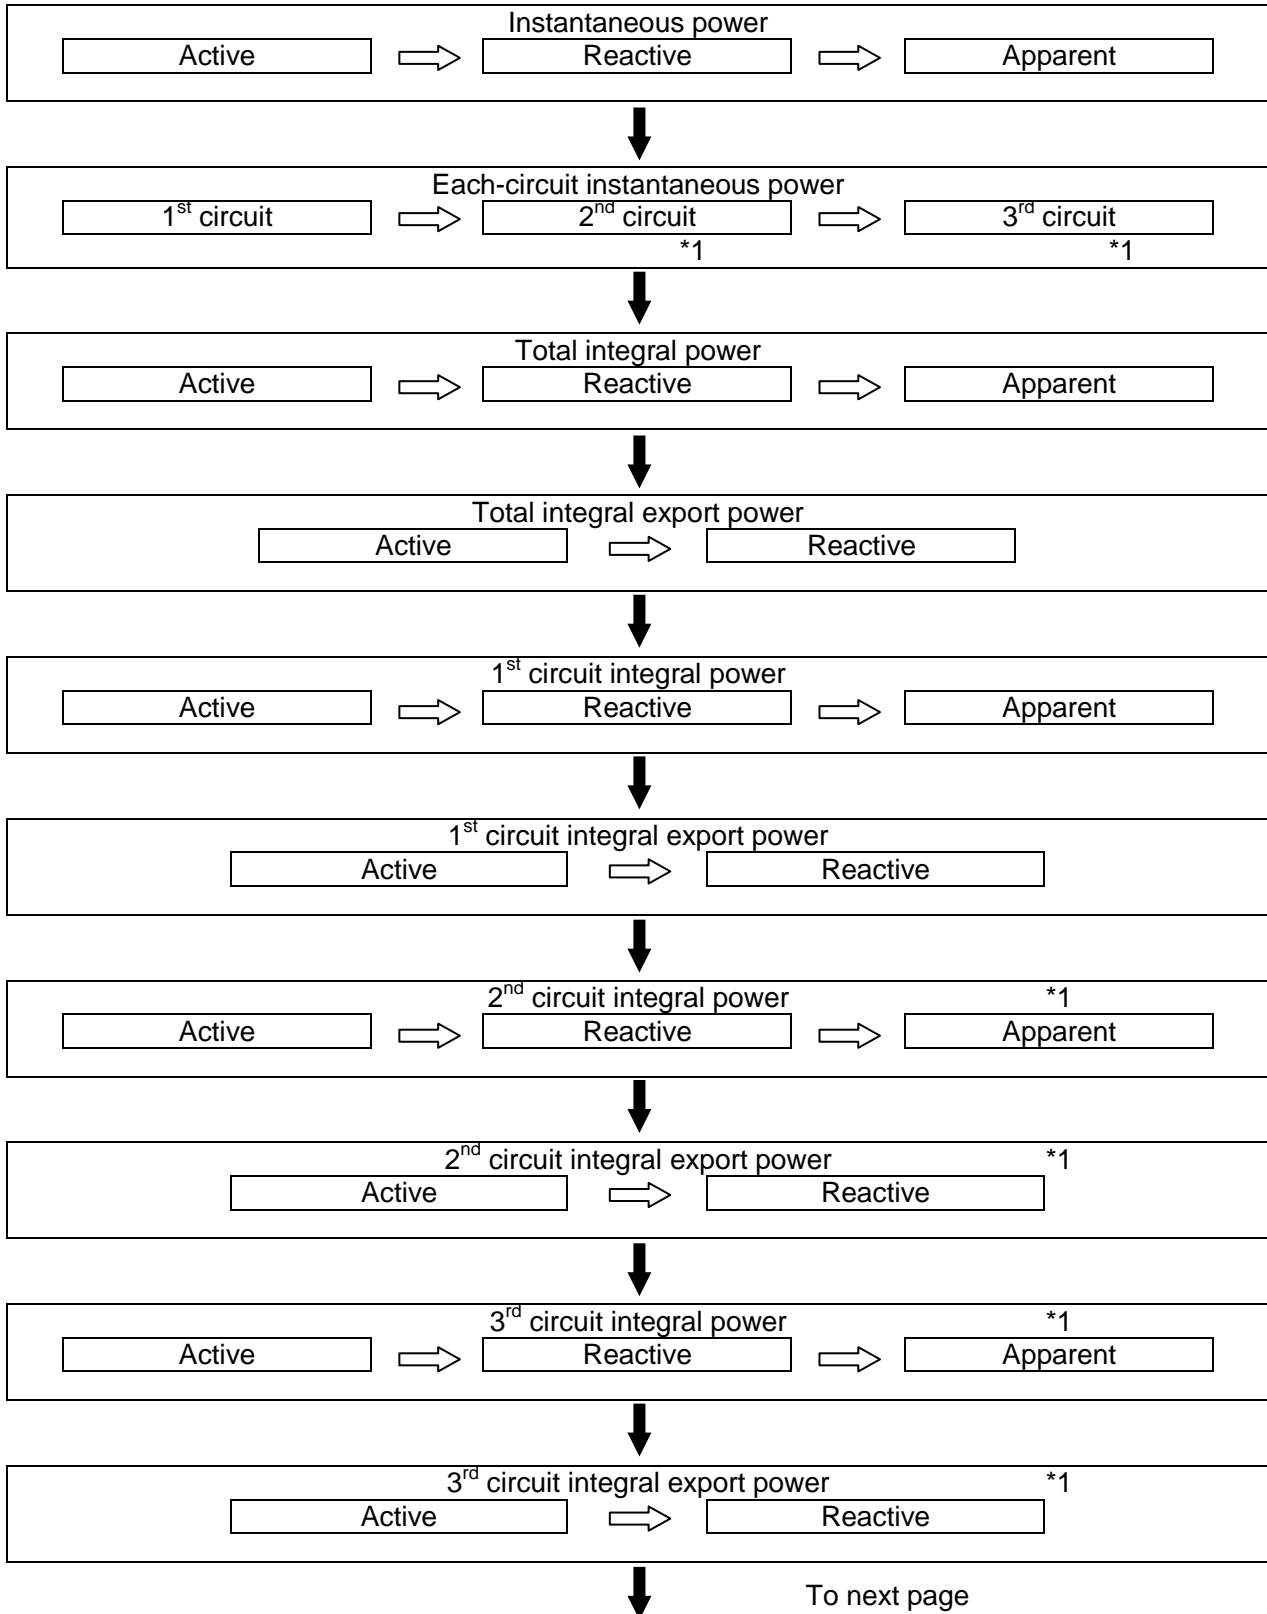 Instantaneous power
Active Reactive Apparent
Each-circuit instantaneous power
1st circuit 2nd circuit 3rd circuit
*1 *1
Total integral power
Active Reactive Apparent
Total integral export power
Active Reactive
1st circuit integral power
Active Reactive Apparent
1st circuit integral export power
Active Reactive
2nd circuit integral power *1
Active Reactive Apparent
2nd circuit integral export power *1
Active Reactive
3rd circuit integral power *1
Active Reactive Apparent
3rd circuit integral export power *1
Active Reactive
To next page